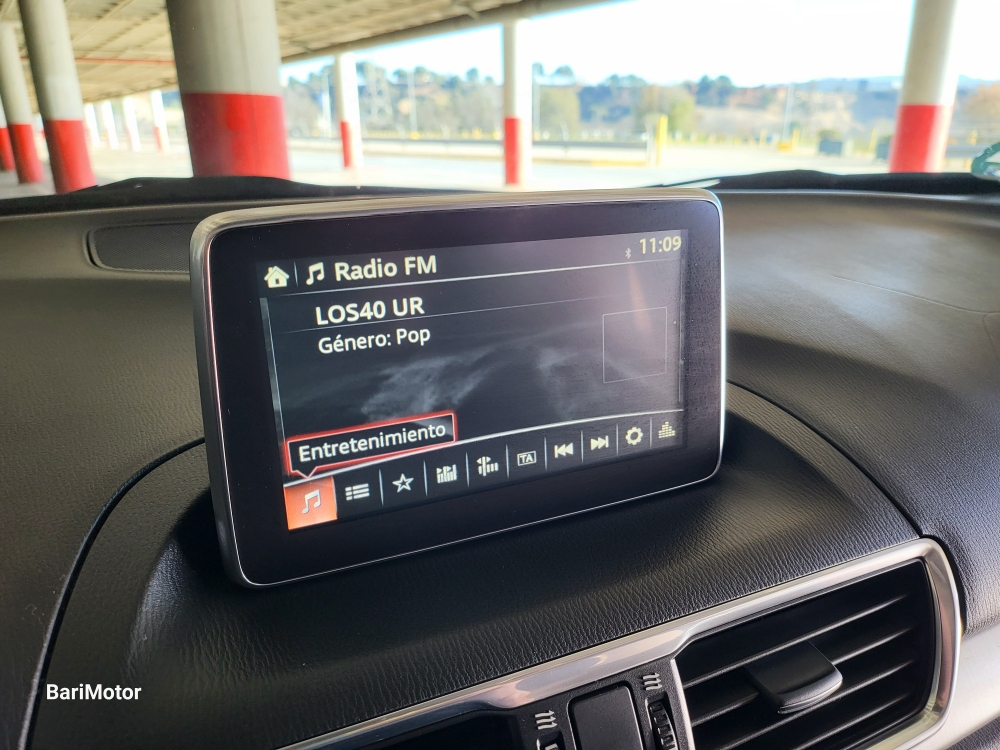 Radio FM
11:09
LOS40 UR
Género: Pop
Entretenimiento
TA
BariMotor